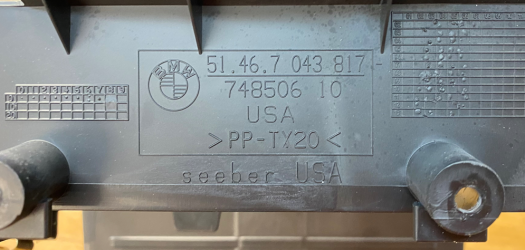 BMW
51.46.7 043 817-
748506 10
USA
>PP-TX20<
seeber USA